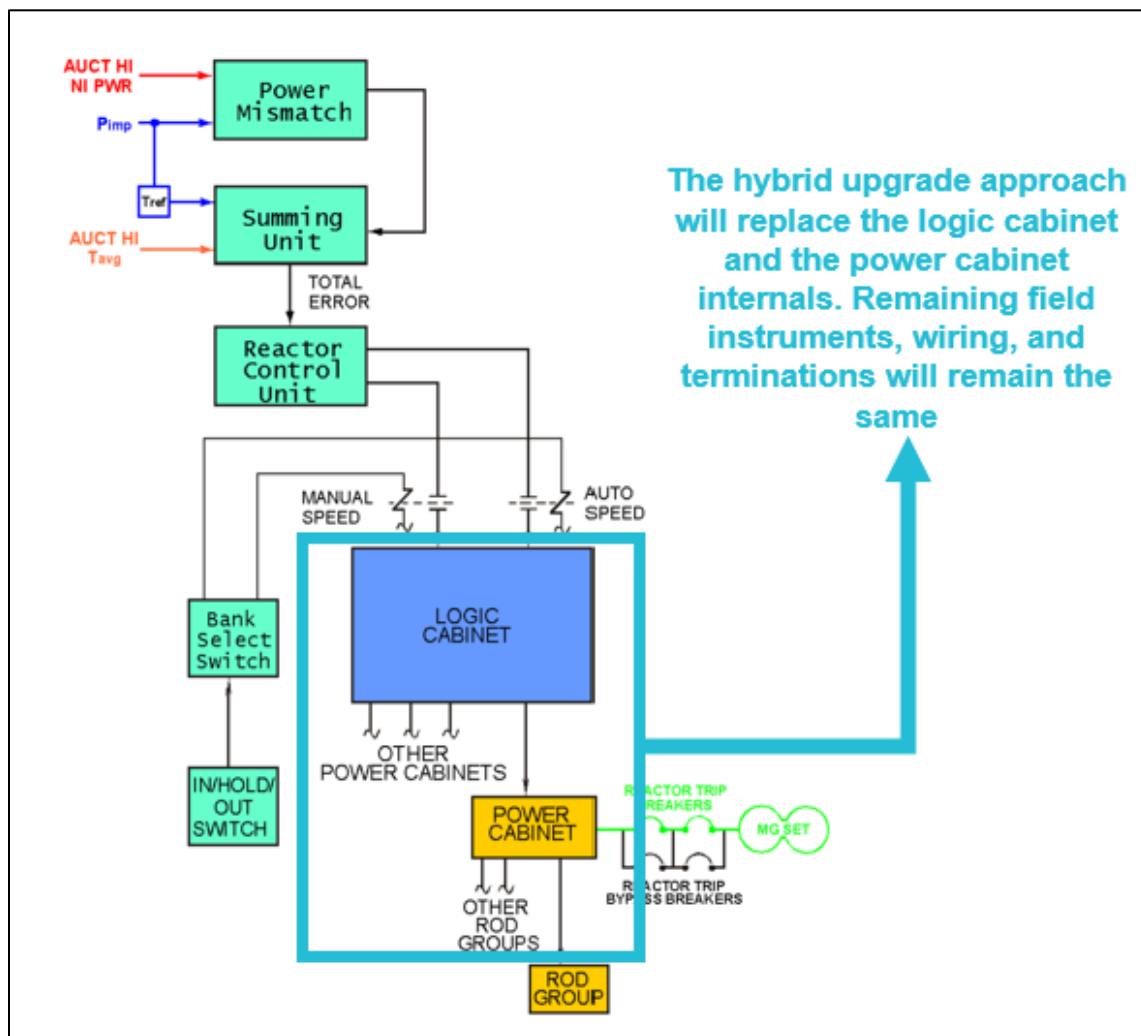 AUCT HI
NI PWR
Power
Mismatch
Pimp
Tref
Summing
Unit
AUCT HI
Tavg
TOTAL
ERROR
Reactor
Control
Unit
The hybrid upgrade approach
will replace the logic cabinet
and the power cabinet
internals. Remaining field
instruments, wiring, and
terminations will remain the
same
MANUAL
SPEED
AUTO
SPEED
LOGIC
CABINET
Bank
Select
Switch
OTHER
POWER CABINETS
IN/HOLD/
OUT
SWITCH
POWER
CABINET
REACTOR TRIP
BREAKERS
MG SET
REACTOR TRIP
BYPASS BREAKERS
OTHER
ROD
GROUPS
ROD
GROUP